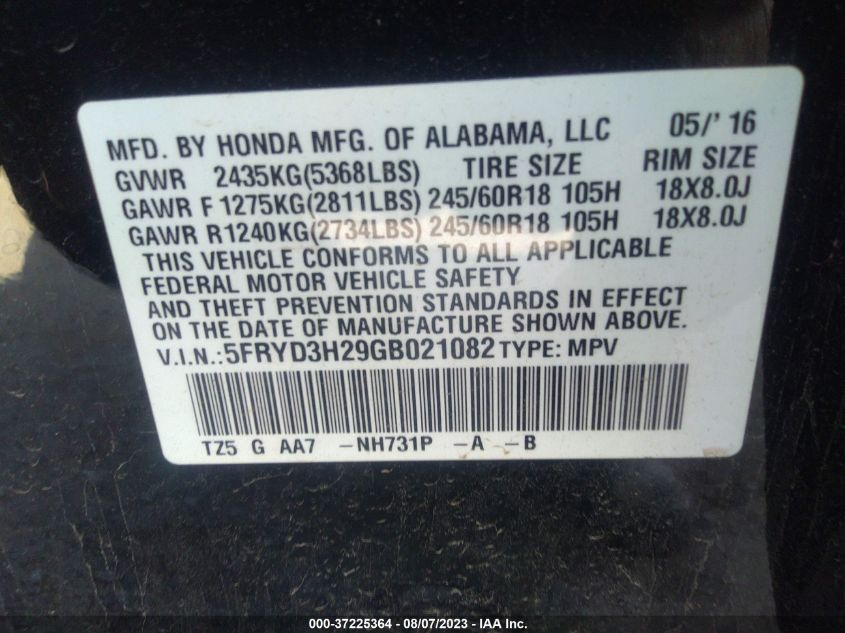 MFD. BY HONDA MFG. OF ALABAMA, LLC 05/' 16
GVWR 2435KG(5368LBS) TIRE SIZE RIM SIZE
GAWR F 1275KG(2811LBS) 245/60R18 105H 18X8.0J
GAWR R1240KG(2734LBS) 245/60R18 105H 18X8.0J
THIS VEHICLE CONFORMS TO ALL APPLICABLE
FEDERAL MOTOR VEHICLE SAFETY
AND THEFT PREVENTION STANDARDS IN EFFECT
ON THE DATE OF MANUFACTURE SHOWN ABOVE.
V.I.N.:5FRYD3H29GB021082 TYPE: MPV
TZ5 G AA7 -NH731P -A -B
000-37225364 - 08/07/2023 - IAA Inc.